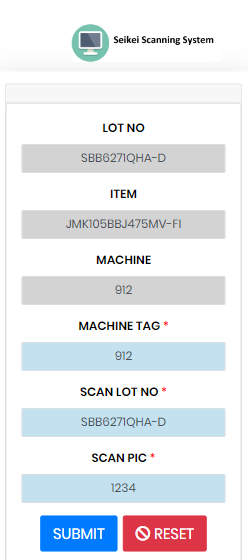 Seikei Scanning System
LOT NO
SBB6271QHA-D
ITEM
JMK105BBJ475MV-FI
MACHINE
912
MACHINE TAG *
912
SCAN LOT NO *
SBB6271QHA-D
SCAN PIC *
1234
SUBMIT
RESET